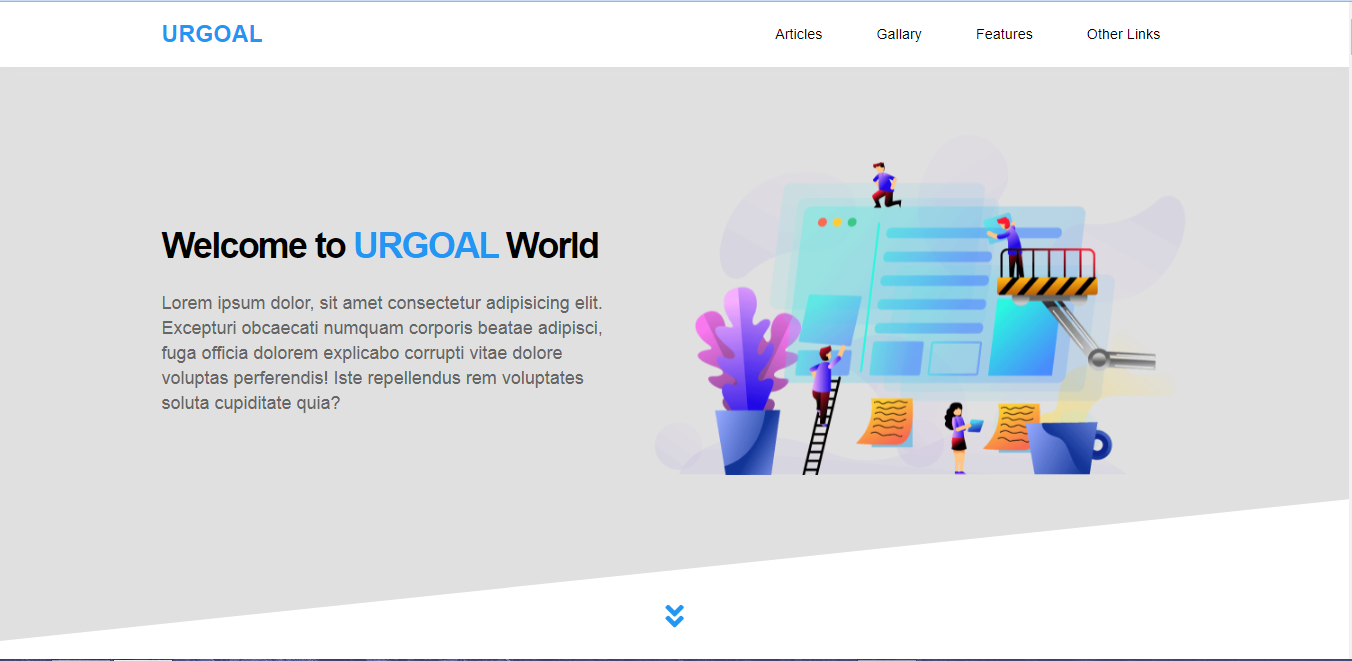 URGOAL
Articles Gallary Features Other Links
Welcome to URGOAL World
Lorem ipsum dolor, sit amet consectetur adipisicing elit.
Excepturi obcaecati numquam corporis beatae adipisci,
fuga officia dolorem explicabo corrupti vitae dolore
voluptas perferendis! Iste repellendus rem voluptates
soluta cupiditate quia?